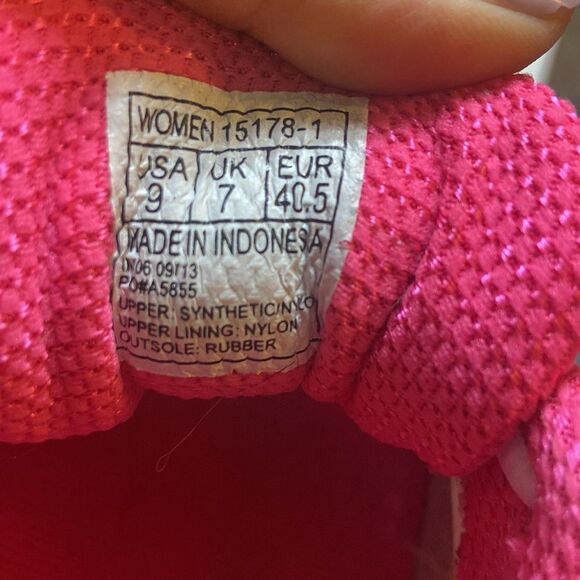 WOMEN 15178-1
USA UK EUR
9 7 40.5
MADE IN INDONESIA
IN06 09/13
PO#A5855
UPPER: SYNTHETIC/NYLO
UPPER LINING: NYLON
OUTSOLE: RUBBER